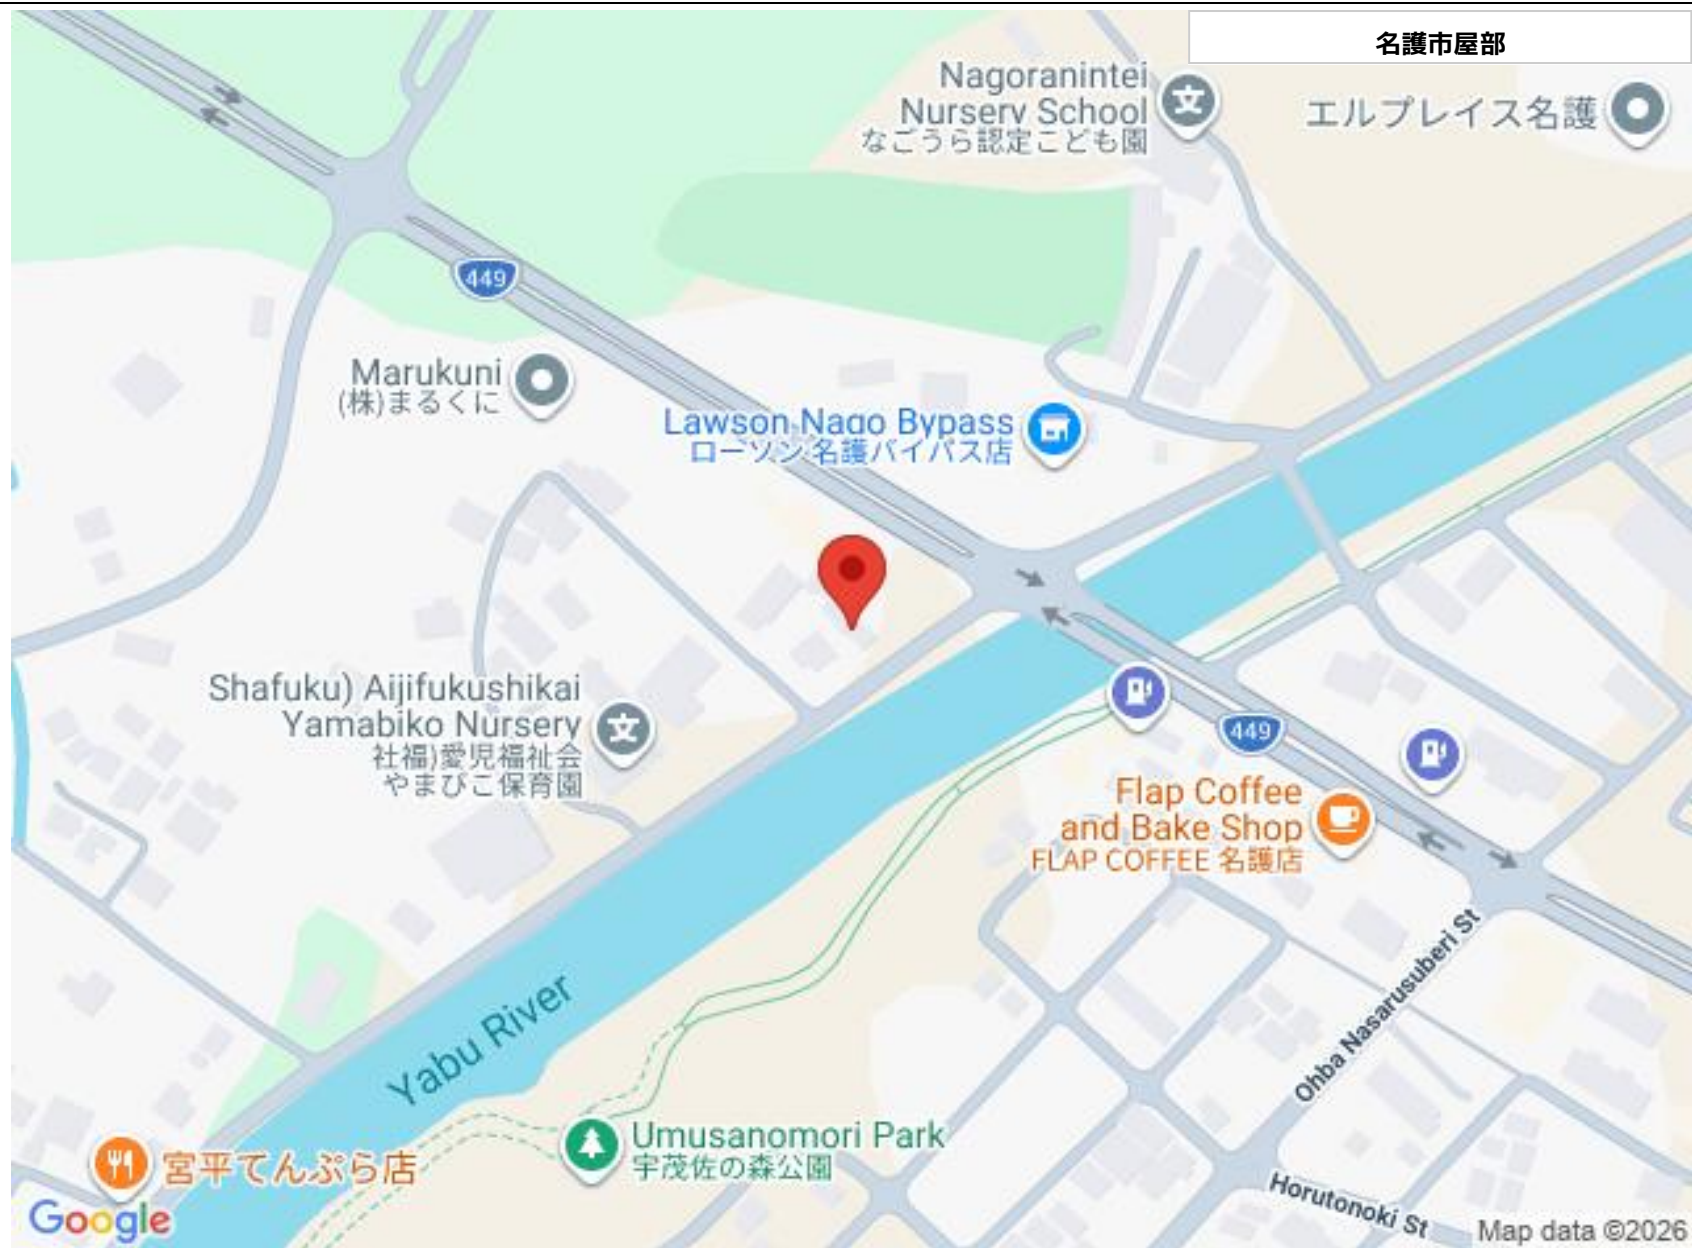 名護市屋部
Nagoranintei
Nursery School
なごうら認定こども園
エルプレイス名護
449
Marukuni
(株)まるくに
Lawson Nago Bypass
ローソン 名護バイパス店
Shafuku) Aijifukushikai
Yamabiko Nursery
社福)愛児福祉会
やまびこ保育園
449
Flap Coffee
and Bake Shop
FLAP COFFEE 名護店
Ohba Nasarusuberi St
Yabu River
Umusanomori Park
宇茂佐の森公園
宮平てんぷら店
Horutonoki St
Google
Map data ©2026